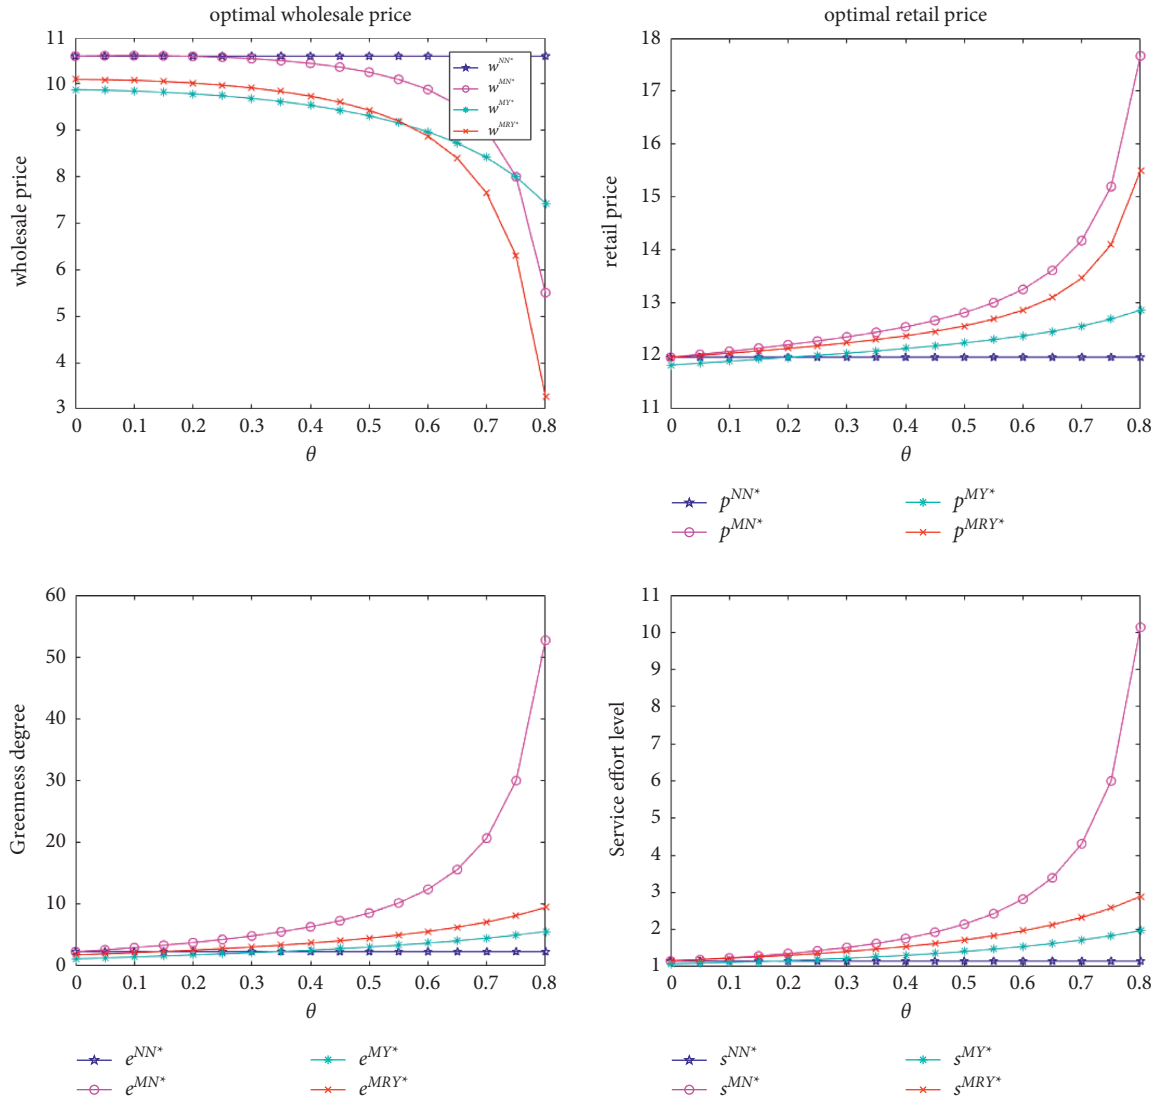 optimal wholesale price
11
10
9
8
7
6
5
4
3
wholesale price
0 0.1 0.2 0.3 0.4 0.5 0.6 0.7 0.8
θ
w^NN*
w^MN*
w^MY*
w^MRY*
optimal retail price
18
17
16
15
14
13
12
11
retail price
0 0.1 0.2 0.3 0.4 0.5 0.6 0.7 0.8
θ
p^NN* p^MY*
p^MN* p^MRY*
60
50
40
30
20
10
0
Greenness degree
0 0.1 0.2 0.3 0.4 0.5 0.6 0.7 0.8
θ
e^NN* e^MY*
e^MN* e^MRY*
11
10
9
8
7
6
5
4
3
2
1
Service effort level
0 0.1 0.2 0.3 0.4 0.5 0.6 0.7 0.8
θ
s^NN* s^MY*
s^MN* s^MRY*